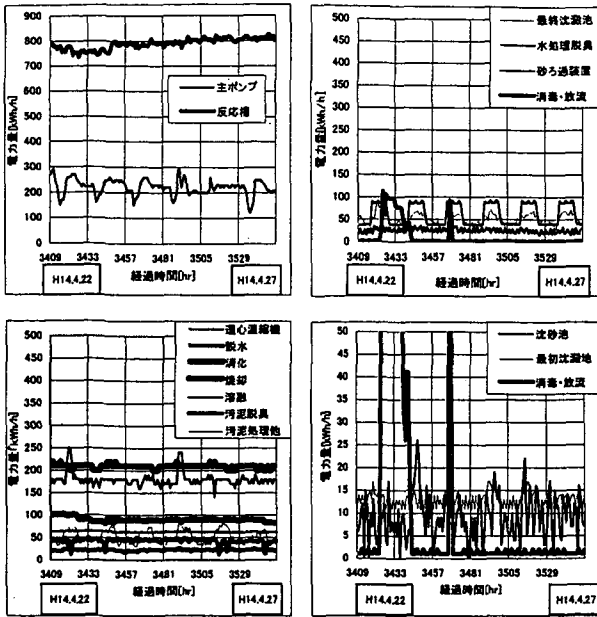 900
800
700
600
500
400
300
200
100
0
電力量[kWh/h]
主ポンプ
反応槽
3409 3433 3457 3481 3505 3529
H14.4.22
経過時間[hr]
H14.4.27
500
450
400
350
300
250
200
150
100
50
0
電力量[kWh/h]
最終沈澱池
水処理脱臭
砂ろ過装置
消毒・放流
3409 3433 3457 3481 3505 3529
H14.4.22
経過時間[hr]
H14.4.27
500
450
400
350
300
250
200
150
100
50
0
電力量[kWh/h]
遠心濃縮機
脱水
消化
焼却
溶融
汚泥脱臭
汚泥処理他
3409 3433 3457 3481 3505 3529
H14.4.22
経過時間[hr]
H14.4.27
50
45
40
35
30
25
20
15
10
5
0
電力量[kWh/h]
沈砂池
最初沈澱地
消毒・放流
3409 3433 3457 3481 3505 3529
H14.4.22
経過時間[hr]
H14.4.27